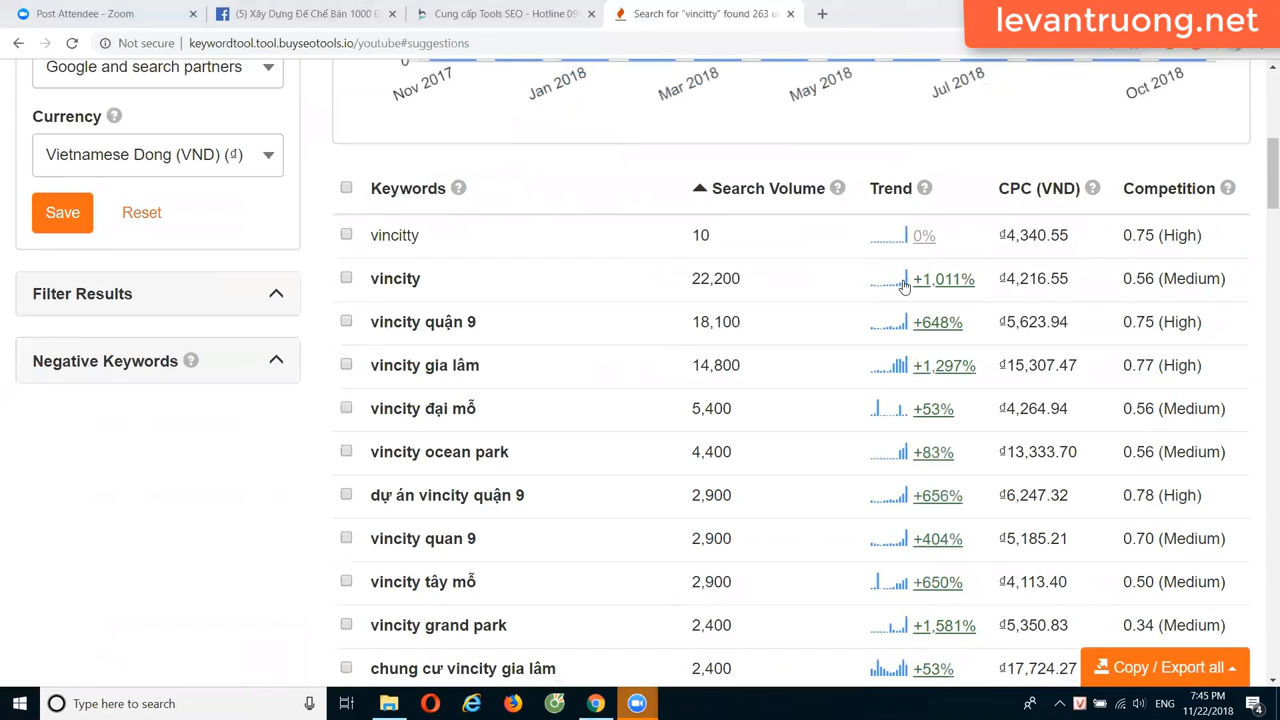 Post Attendee - Zoom
(5) Xây Dựng Đế Chế Bán 1000 E
Cung cấp Tools SEO - Hotline 09
Search for "vincitty" found 263 u
levantruong.net
Not secure
keywordtool.tool.buyseotools.io/youtube#suggestions
Google and search partners
0
Nov 2017
Jan 2018
Mar 2018
May 2018
Jul 2018
Oct 2018
Currency ?
Vietnamese Dong (VND) (₫)
Save Reset
Filter Results
Negative Keywords ?
Keywords ? Search Volume ? Trend ? CPC (VND) ? Competition ?
vincitty 10 0% ₫4,340.55 0.75 (High)
vincity 22,200 +1,011% ₫4,216.55 0.56 (Medium)
vincity quận 9 18,100 +648% ₫5,623.94 0.75 (High)
vincity gia lâm 14,800 +1,297% ₫15,307.47 0.77 (High)
vincity đại mỗ 5,400 +53% ₫4,264.94 0.56 (Medium)
vincity ocean park 4,400 +83% ₫13,333.70 0.56 (Medium)
dự án vincity quận 9 2,900 +656% ₫6,247.32 0.78 (High)
vincity quan 9 2,900 +404% ₫5,185.21 0.70 (Medium)
vincity tây mỗ 2,900 +650% ₫4,113.40 0.50 (Medium)
vincity grand park 2,400 +1,581% ₫5,350.83 0.34 (Medium)
chung cư vincity gia lâm 2,400 +53% ₫17,724.27
Copy / Export all
Type here to search
ENG
7:45 PM
11/22/2018
4